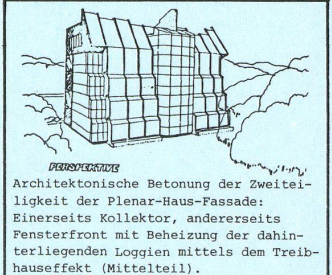 PERSPEKTIVE
Architektonische Betonung der Zweitei-
ligkeit der Plenar-Haus-Fassade:
Einerseits Kollektor, andererseits
Fensterfront mit Beheizung der dahin-
terliegenden Loggien mittels dem Treib-
hauseffekt (Mittelteil).